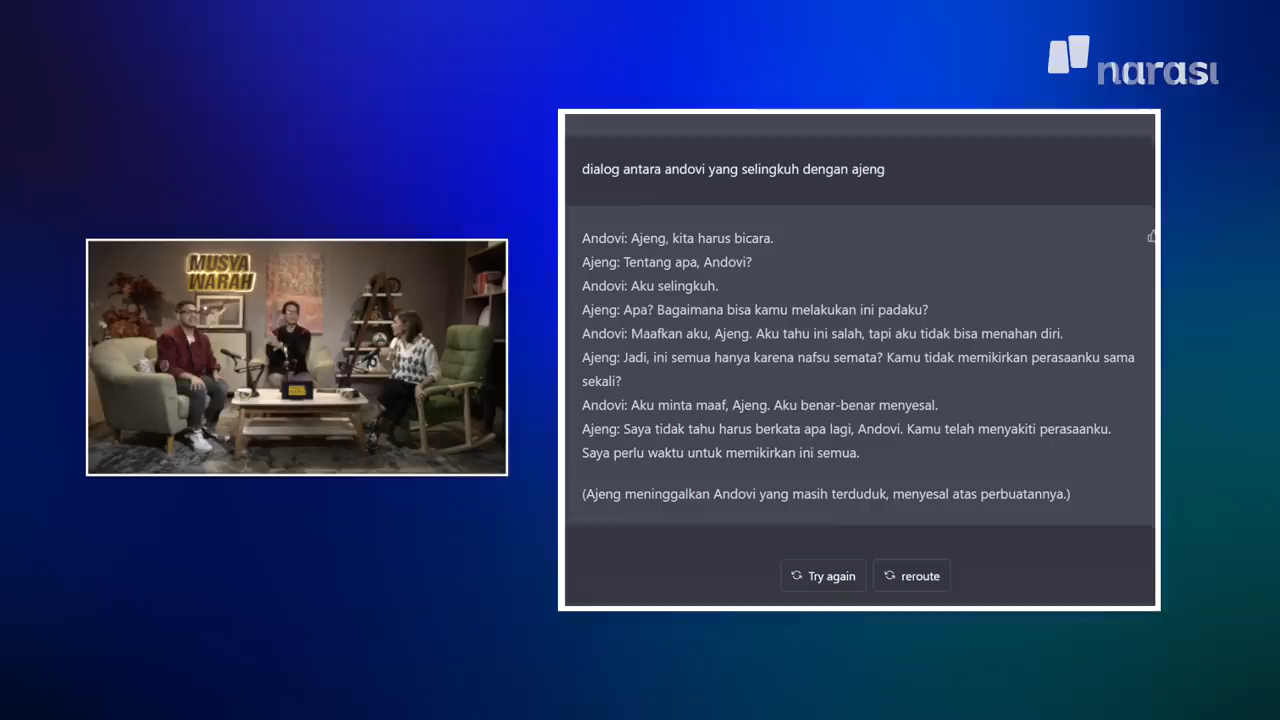 narasi
MUSYA
WARAH
dialog antara andovi yang selingkuh dengan ajeng
Andovi: Ajeng, kita harus bicara.
Ajeng: Tentang apa, Andovi?
Andovi: Aku selingkuh.
Ajeng: Apa? Bagaimana bisa kamu melakukan ini padaku?
Andovi: Maafkan aku, Ajeng. Aku tahu ini salah, tapi aku tidak bisa menahan diri.
Ajeng: Jadi, ini semua hanya karena nafsu semata? Kamu tidak memikirkan perasaanku sama
sekali?
Andovi: Aku minta maaf, Ajeng. Aku benar-benar menyesal.
Ajeng: Saya tidak tahu harus berkata apa lagi, Andovi. Kamu telah menyakiti perasaanku.
Saya perlu waktu untuk memikirkan ini semua.
(Ajeng meninggalkan Andovi yang masih terduduk, menyesal atas perbuatannya.)
Try again
reroute